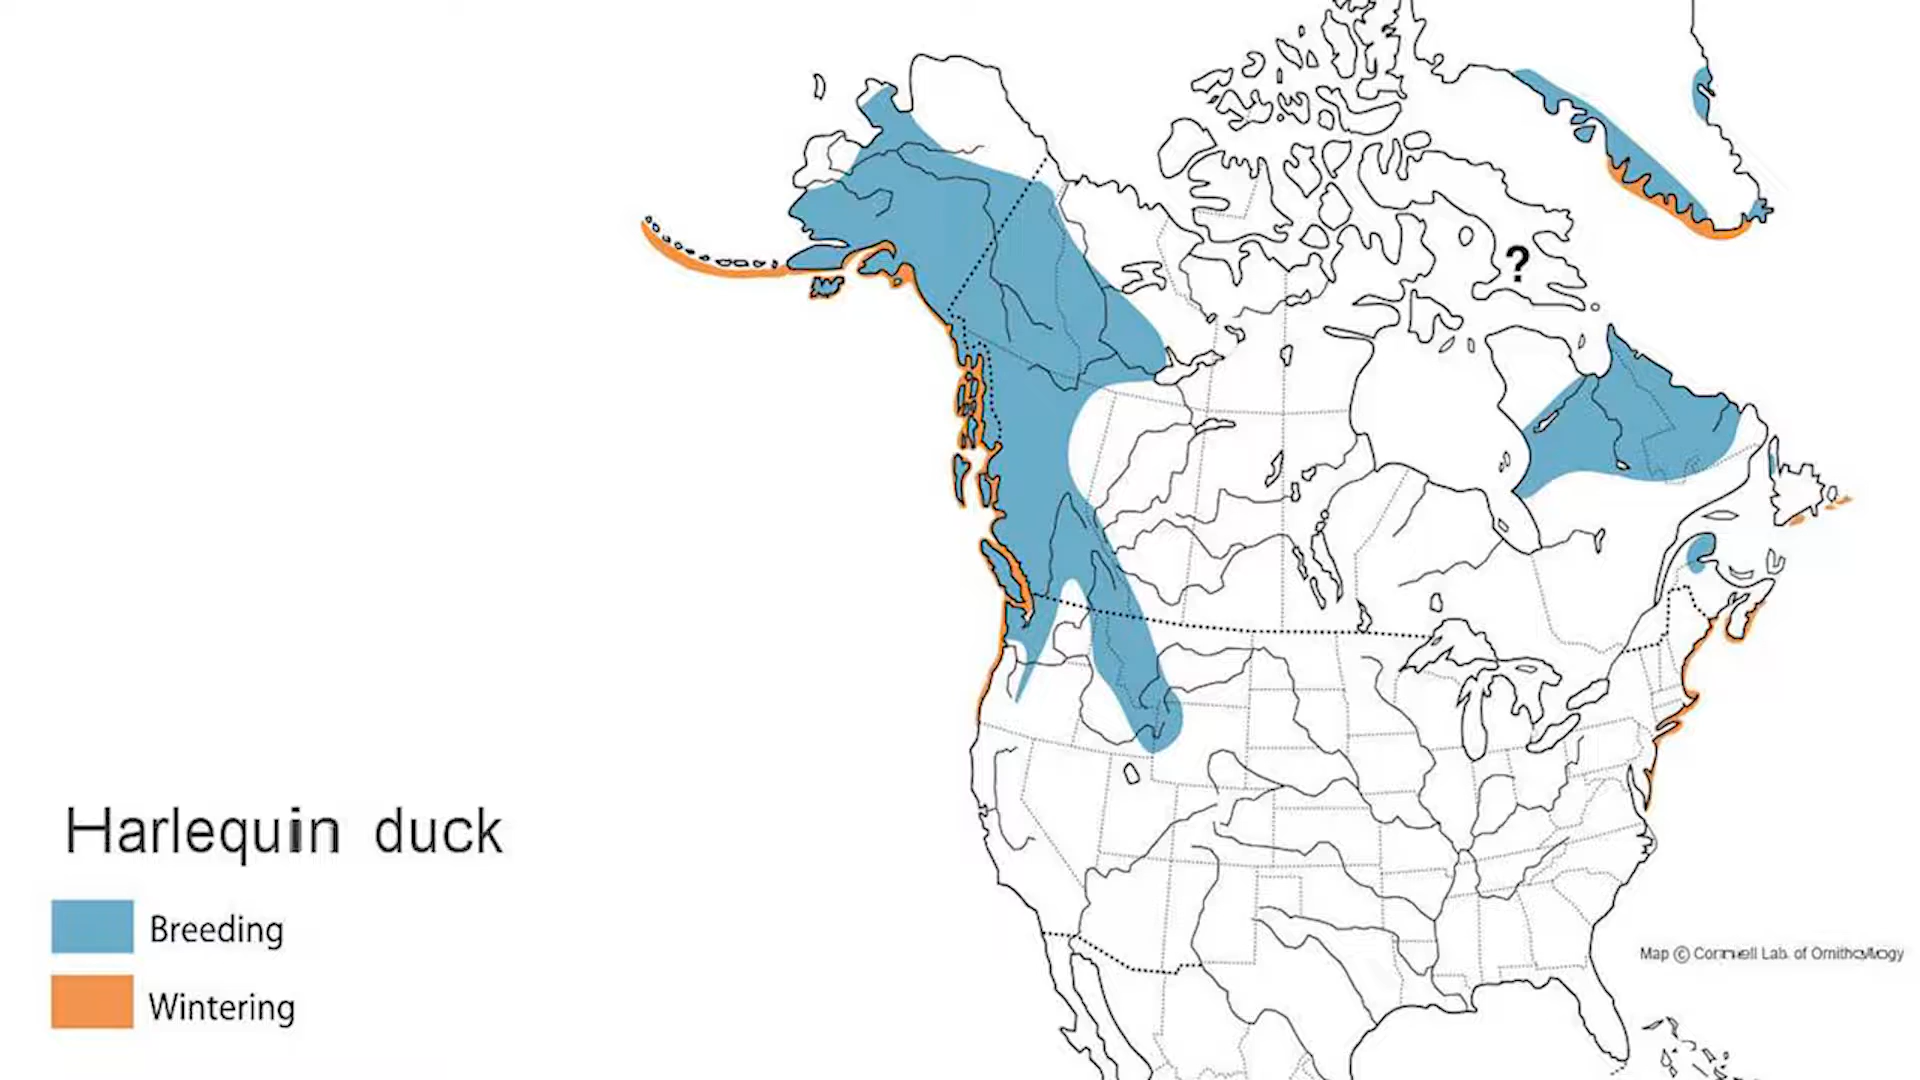 ?
Harlequin duck
Breeding
Wintering
Map © Cornell Lab. of Ornithology